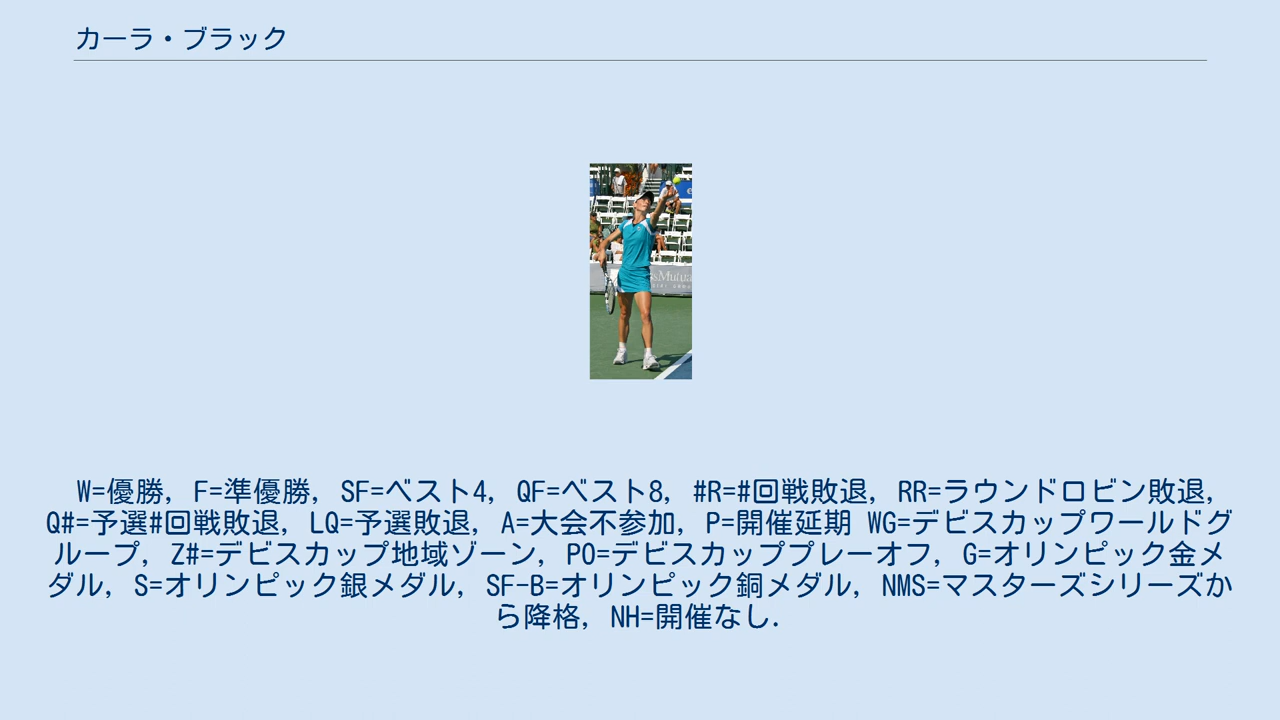 カーラ・ブラック
W=優勝, F=準優勝, SF=ベスト4, QF=ベスト8, #R=#回戦敗退, RR=ラウンドロビン敗退,
Q#=予選#回戦敗退, LQ=予選敗退, A=大会不参加, P=開催延期 WG=デビスカップワールドグ
ループ, Z#=デビスカップ地域ゾーン, PO=デビスカッププレーオフ, G=オリンピック金メ
ダル, S=オリンピック銀メダル, SF-B=オリンピック銅メダル, NMS=マスターズシリーズか
ら降格, NH=開催なし.